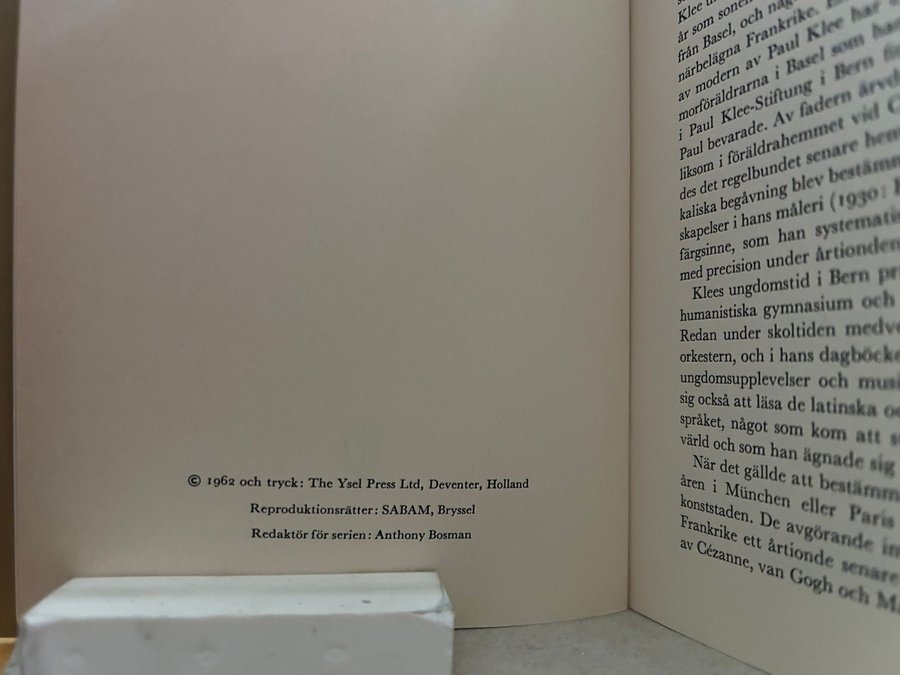 © 1962 och tryck: The Ysel Press Ltd, Deventer, Holland
Reproduktionsrätter: SABAM, Bryssel
Redaktör för serien: Anthony Bosman
Klee
år som
från Basel, och
närbelägna Frankrike.
av modern av Paul Klee har
morföräldrarna i Basel som
i Paul Klee-Stiftung i Bern
Paul bevarade. Av fadern
liksom i föräldrahemmet vid
des det regelbundet senare
kaliska begåvning blev
skapelser i hans måleri (1930:
färgsinne, som han
med precision under årtionden
Klees ungdomstid i Bern
humanistiska gymnasium och
Redan under skoltiden
orkestern, och i hans
ungdomsupplevelser och
sig också att läsa de latinska
språket, något som kom att
värld och som han ägnade sig
När det gällde att
åren i München eller Paris
konststaden. De avgörande
Frankrike ett årtionde senare
av Cézanne, van Gogh och